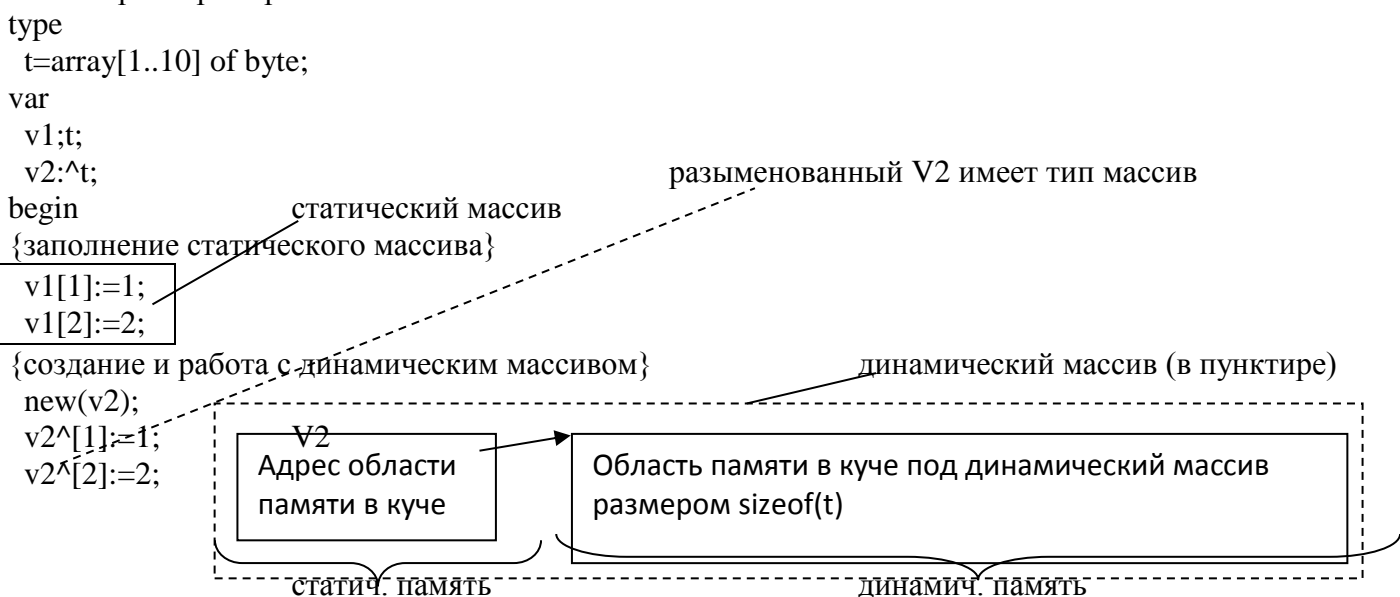 type
t=array[1..10] of byte;
var
v1;t;
v2:^t;
разыменованный V2 имеет тип массив
begin
статический массив
{заполнение статического массива}
v1[1]:=1;
v1[2]:=2;
{создание и работа с динамическим массивом}
динамический массив (в пунктире)
new(v2);
v2^[1]:=1;
V2
v2^[2]:=2;
Адрес области
памяти в куче
Область памяти в куче под динамический массив
размером sizeof(t)
статич. память
динамич. память